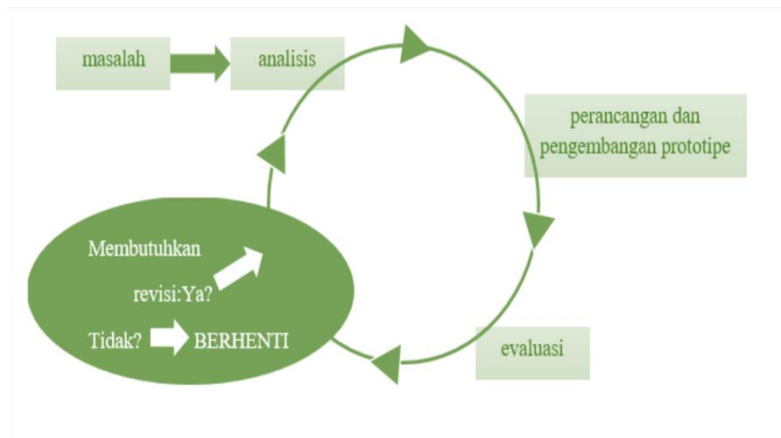 masalah
analisis
perancangan dan
pengembangan prototipe
evaluasi
Membutuhkan
revisi:Ya?
Tidak?
BERHENTI